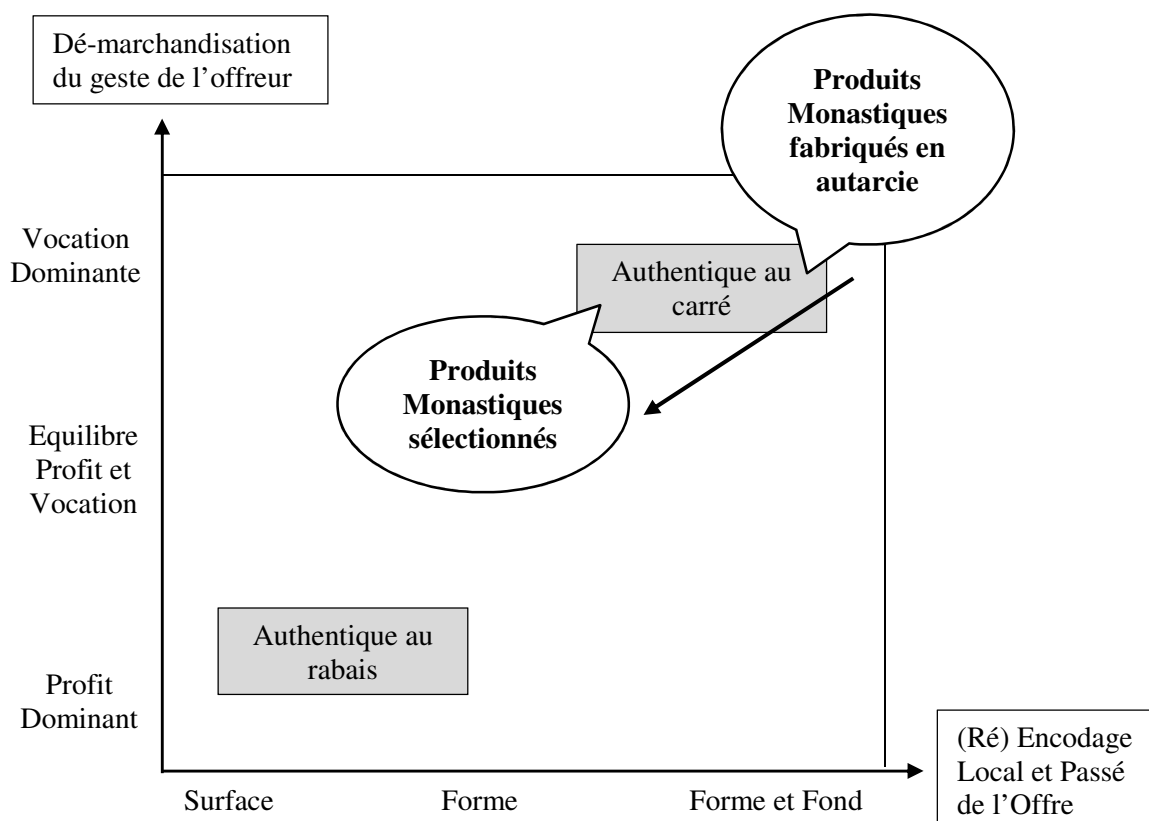 Dé-marchandisation
du geste de l’offreur
Produits
Monastiques
fabriqués en
autarcie
Vocation
Dominante
Authentique au
carré
Produits
Monastiques
sélectionnés
Equilibre
Profit et
Vocation
Authentique au
rabais
Profit
Dominant
(Ré) Encodage
Local et Passé
de l’Offre
Surface
Forme
Forme et Fond